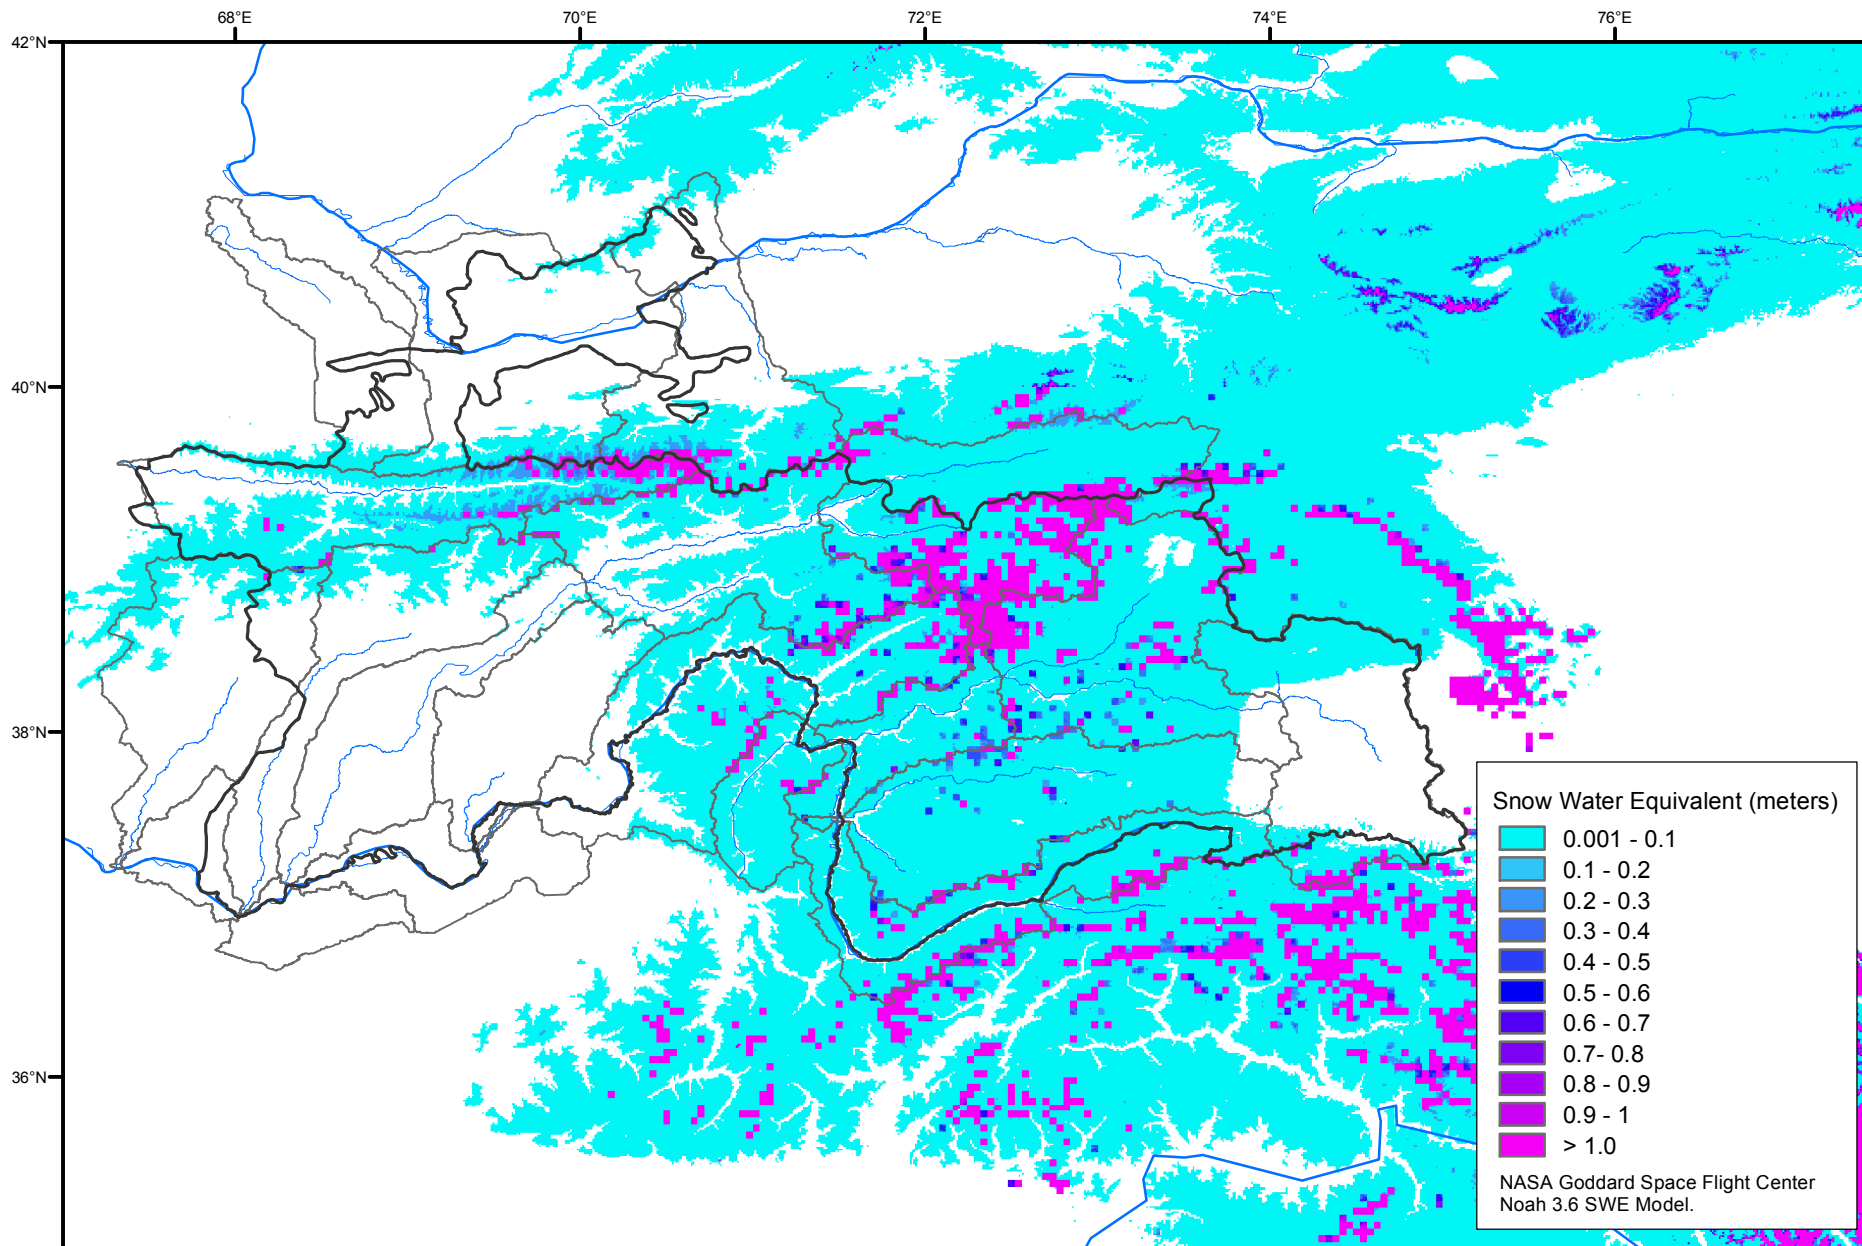 68°E 70°E 72°E 74°E 76°E
42°N
40°N
38°N
36°N
Snow Water Equivalent (meters)
0.001 - 0.1
0.1 - 0.2
0.2 - 0.3
0.3 - 0.4
0.4 - 0.5
0.5 - 0.6
0.6 - 0.7
0.7- 0.8
0.8 - 0.9
0.9 - 1
> 1.0
NASA Goddard Space Flight Center
Noah 3.6 SWE Model.